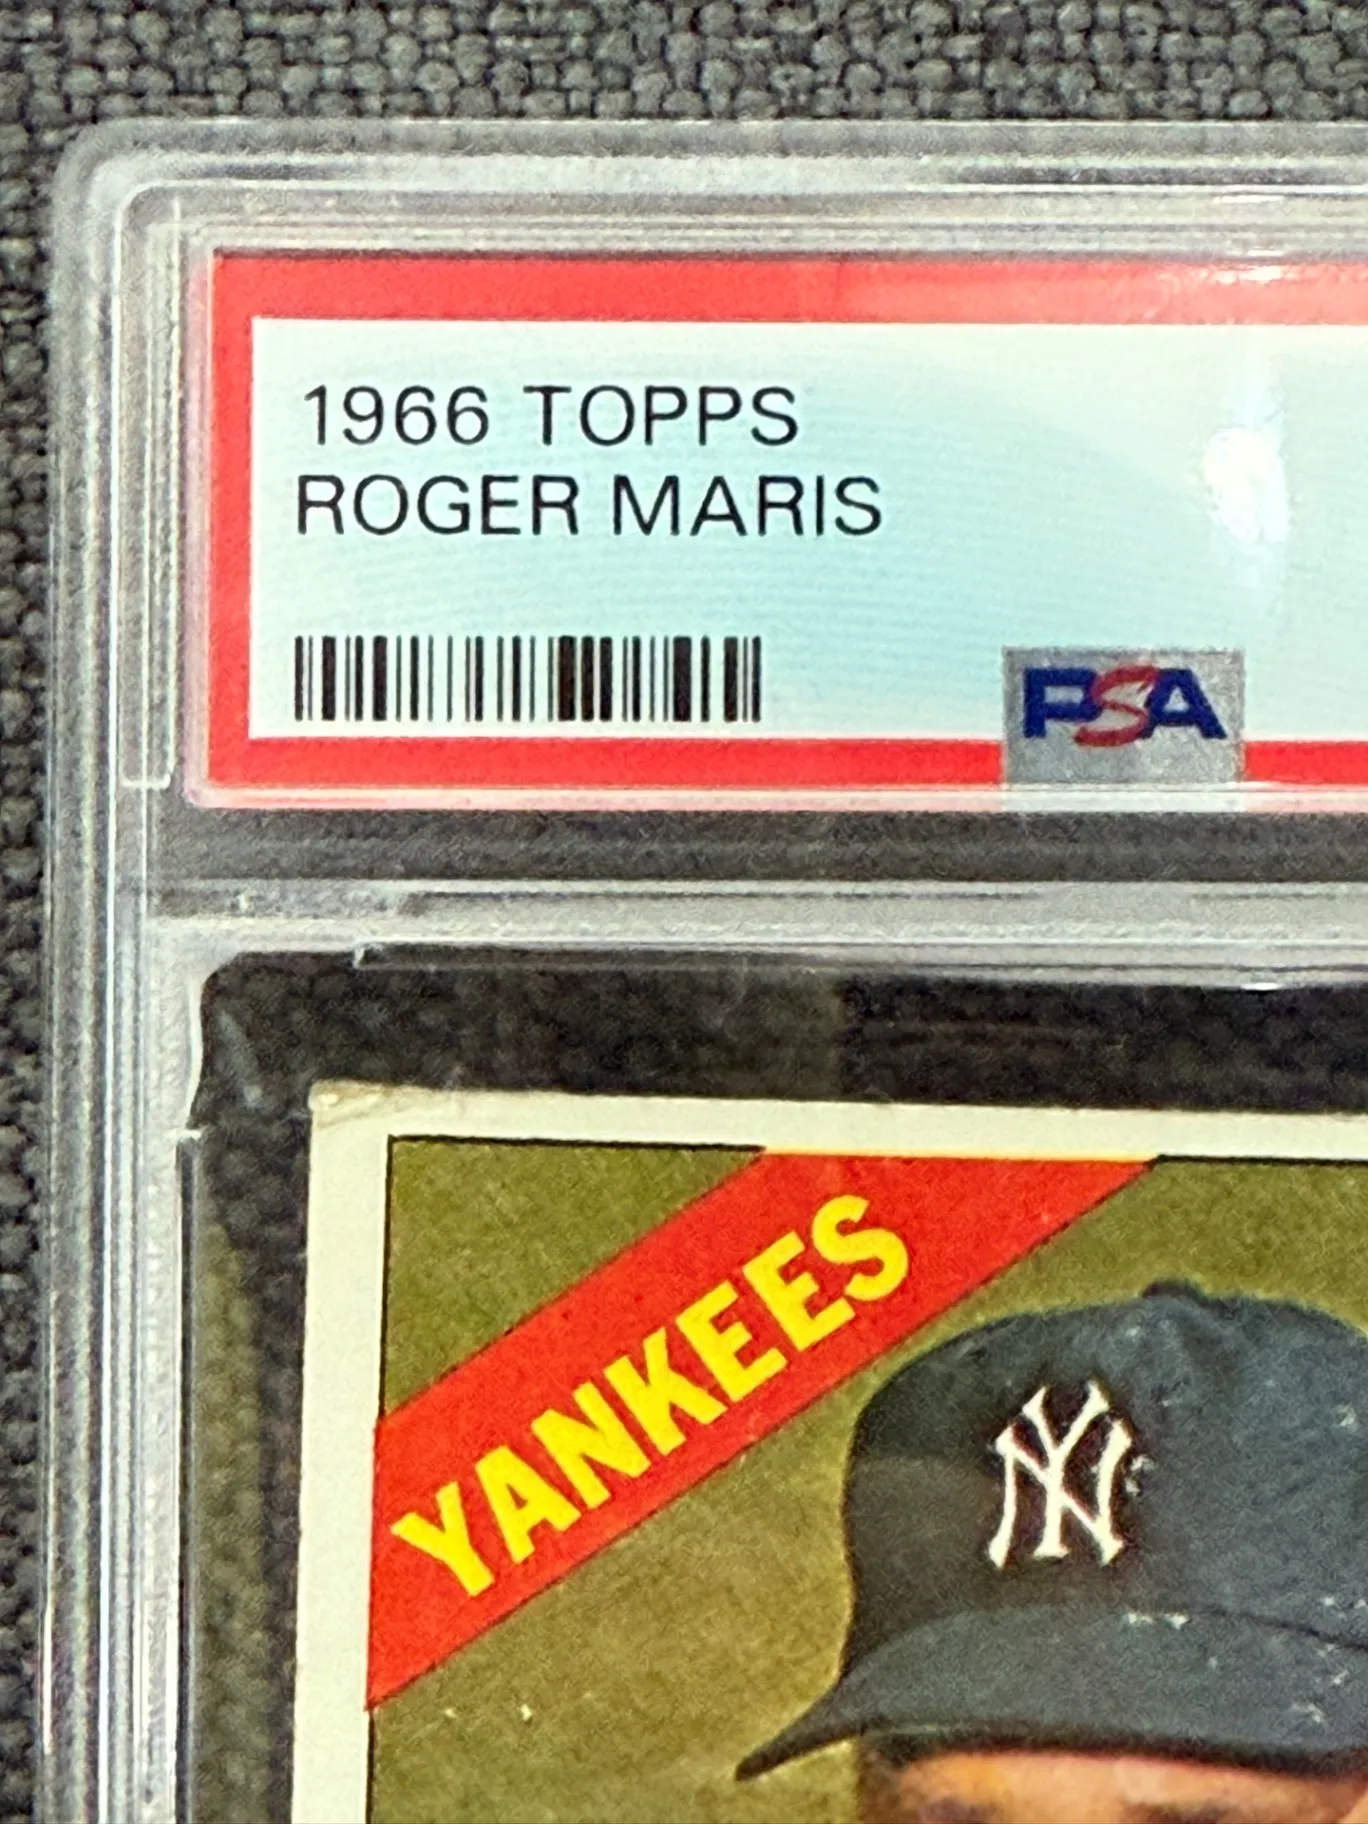 1966 TOPPS
ROGER MARIS
PSA
YANKEES
NY